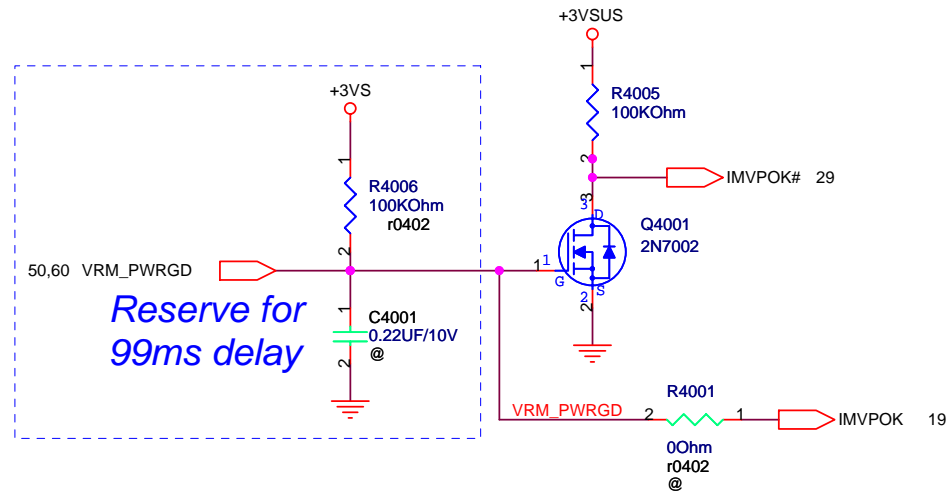 +3VSUS
1
R4005
100KOhm
2
IMVPOK# 29
+3VS
1
R4006
100KOhm
r0402
2
3
3
D
Q4001
2N7002
50,60 VRM_PWRGD
1
1
G
S
2
2
Reserve for
99ms delay
1
C4001
0.22UF/10V
@
2
VRM_PWRGD
2
R4001
1
IMVPOK 19
0Ohm
r0402
@